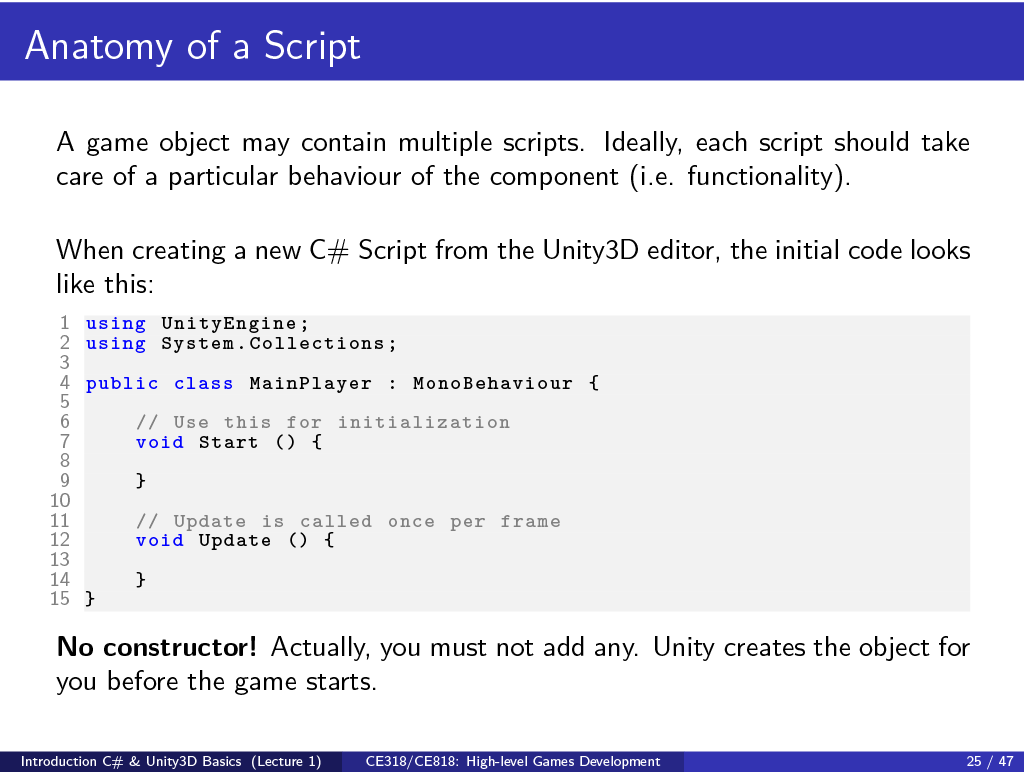 Anatomy of a Script
A game object may contain multiple scripts. Ideally, each script should take
care of a particular behaviour of the component (i.e. functionality).
When creating a new C# Script from the Unity3D editor, the initial code looks
like this:
1 using UnityEngine;
2 using System.Collections;
3
4 public class MainPlayer : MonoBehaviour {
5
6     // Use this for initialization
7     void Start () {
8
9     }
10
11     // Update is called once per frame
12     void Update () {
13
14     }
15 }
No constructor! Actually, you must not add any. Unity creates the object for
you before the game starts.
Introduction C# & Unity3D Basics (Lecture 1) CE318/CE818: High-level Games Development 25 / 47